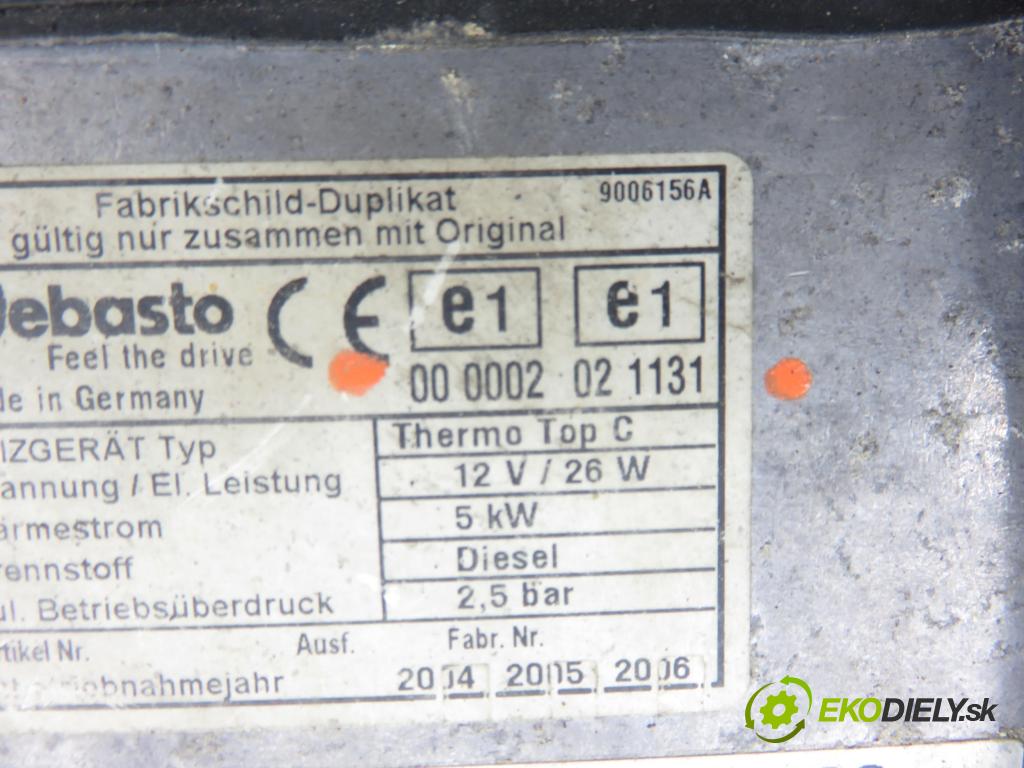 Fabrikschild-Duplikat 9006156A
gültig nur zusammen mit Original
ebasto CE e1 e1
Feel the drive
00 0002 02 1131
de in Germany
IZGERÄT Typ Thermo Top C
annung / El. Leistung 12 V / 26 W
ärmestrom 5 kW
rennstoff Diesel
ul. Betriebsüberdruck 2,5 bar
tikel Nr. Ausf. Fabr. Nr.
bnahmejahr 2004 2005 2006
EKODIELY.sk